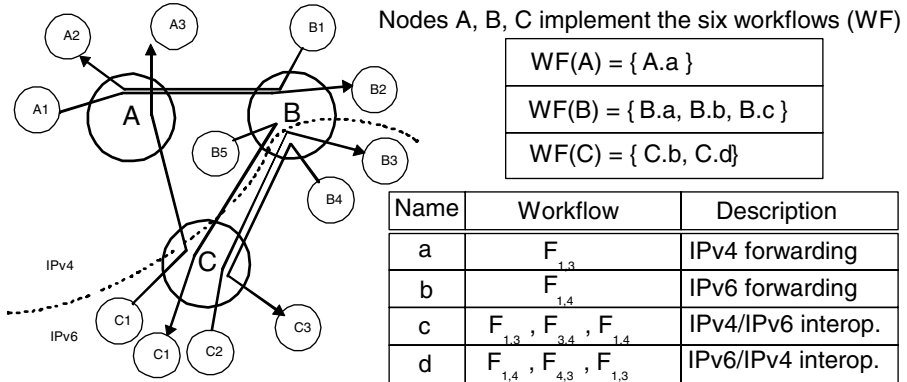 Nodes A, B, C implement the six workflows (WF)
WF(A) = { A.a }
WF(B) = { B.a, B.b, B.c }
WF(C) = { C.b, C.d}
A3
A2
B1
A1
A
B
B2
B5
B3
B4
C
IPv4
IPv6
C1
C1
C2
C3
Name Workflow Description
a F1,3 IPv4 forwarding
b F1,4 IPv6 forwarding
c F1,3 , F3,4 , F1,4 IPv4/IPv6 interop.
d F1,4 , F4,3 , F1,3 IPv6/IPv4 interop.